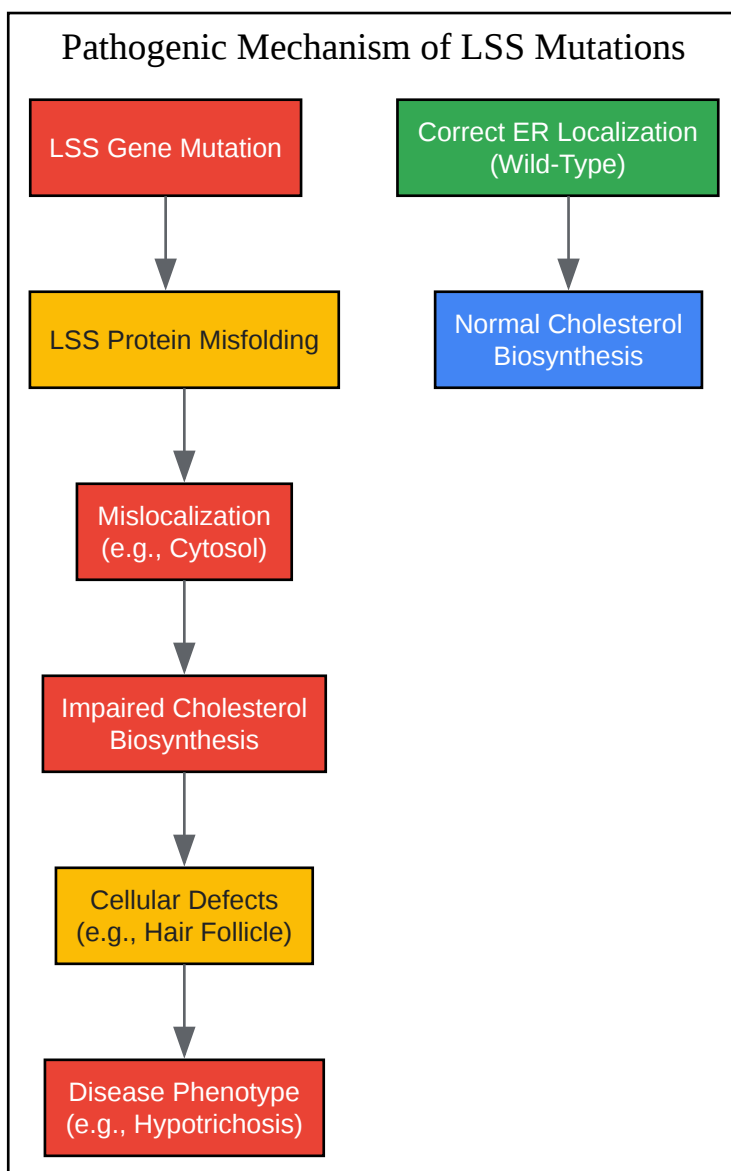 Pathogenic Mechanism of LSS Mutations
LSS Gene Mutation
LSS Protein Misfolding
Mislocalization
(e.g., Cytosol)
Impaired Cholesterol
Biosynthesis
Cellular Defects
(e.g., Hair Follicle)
Disease Phenotype
(e.g., Hypotrichosis)
Correct ER Localization
(Wild-Type)
Normal Cholesterol
Biosynthesis